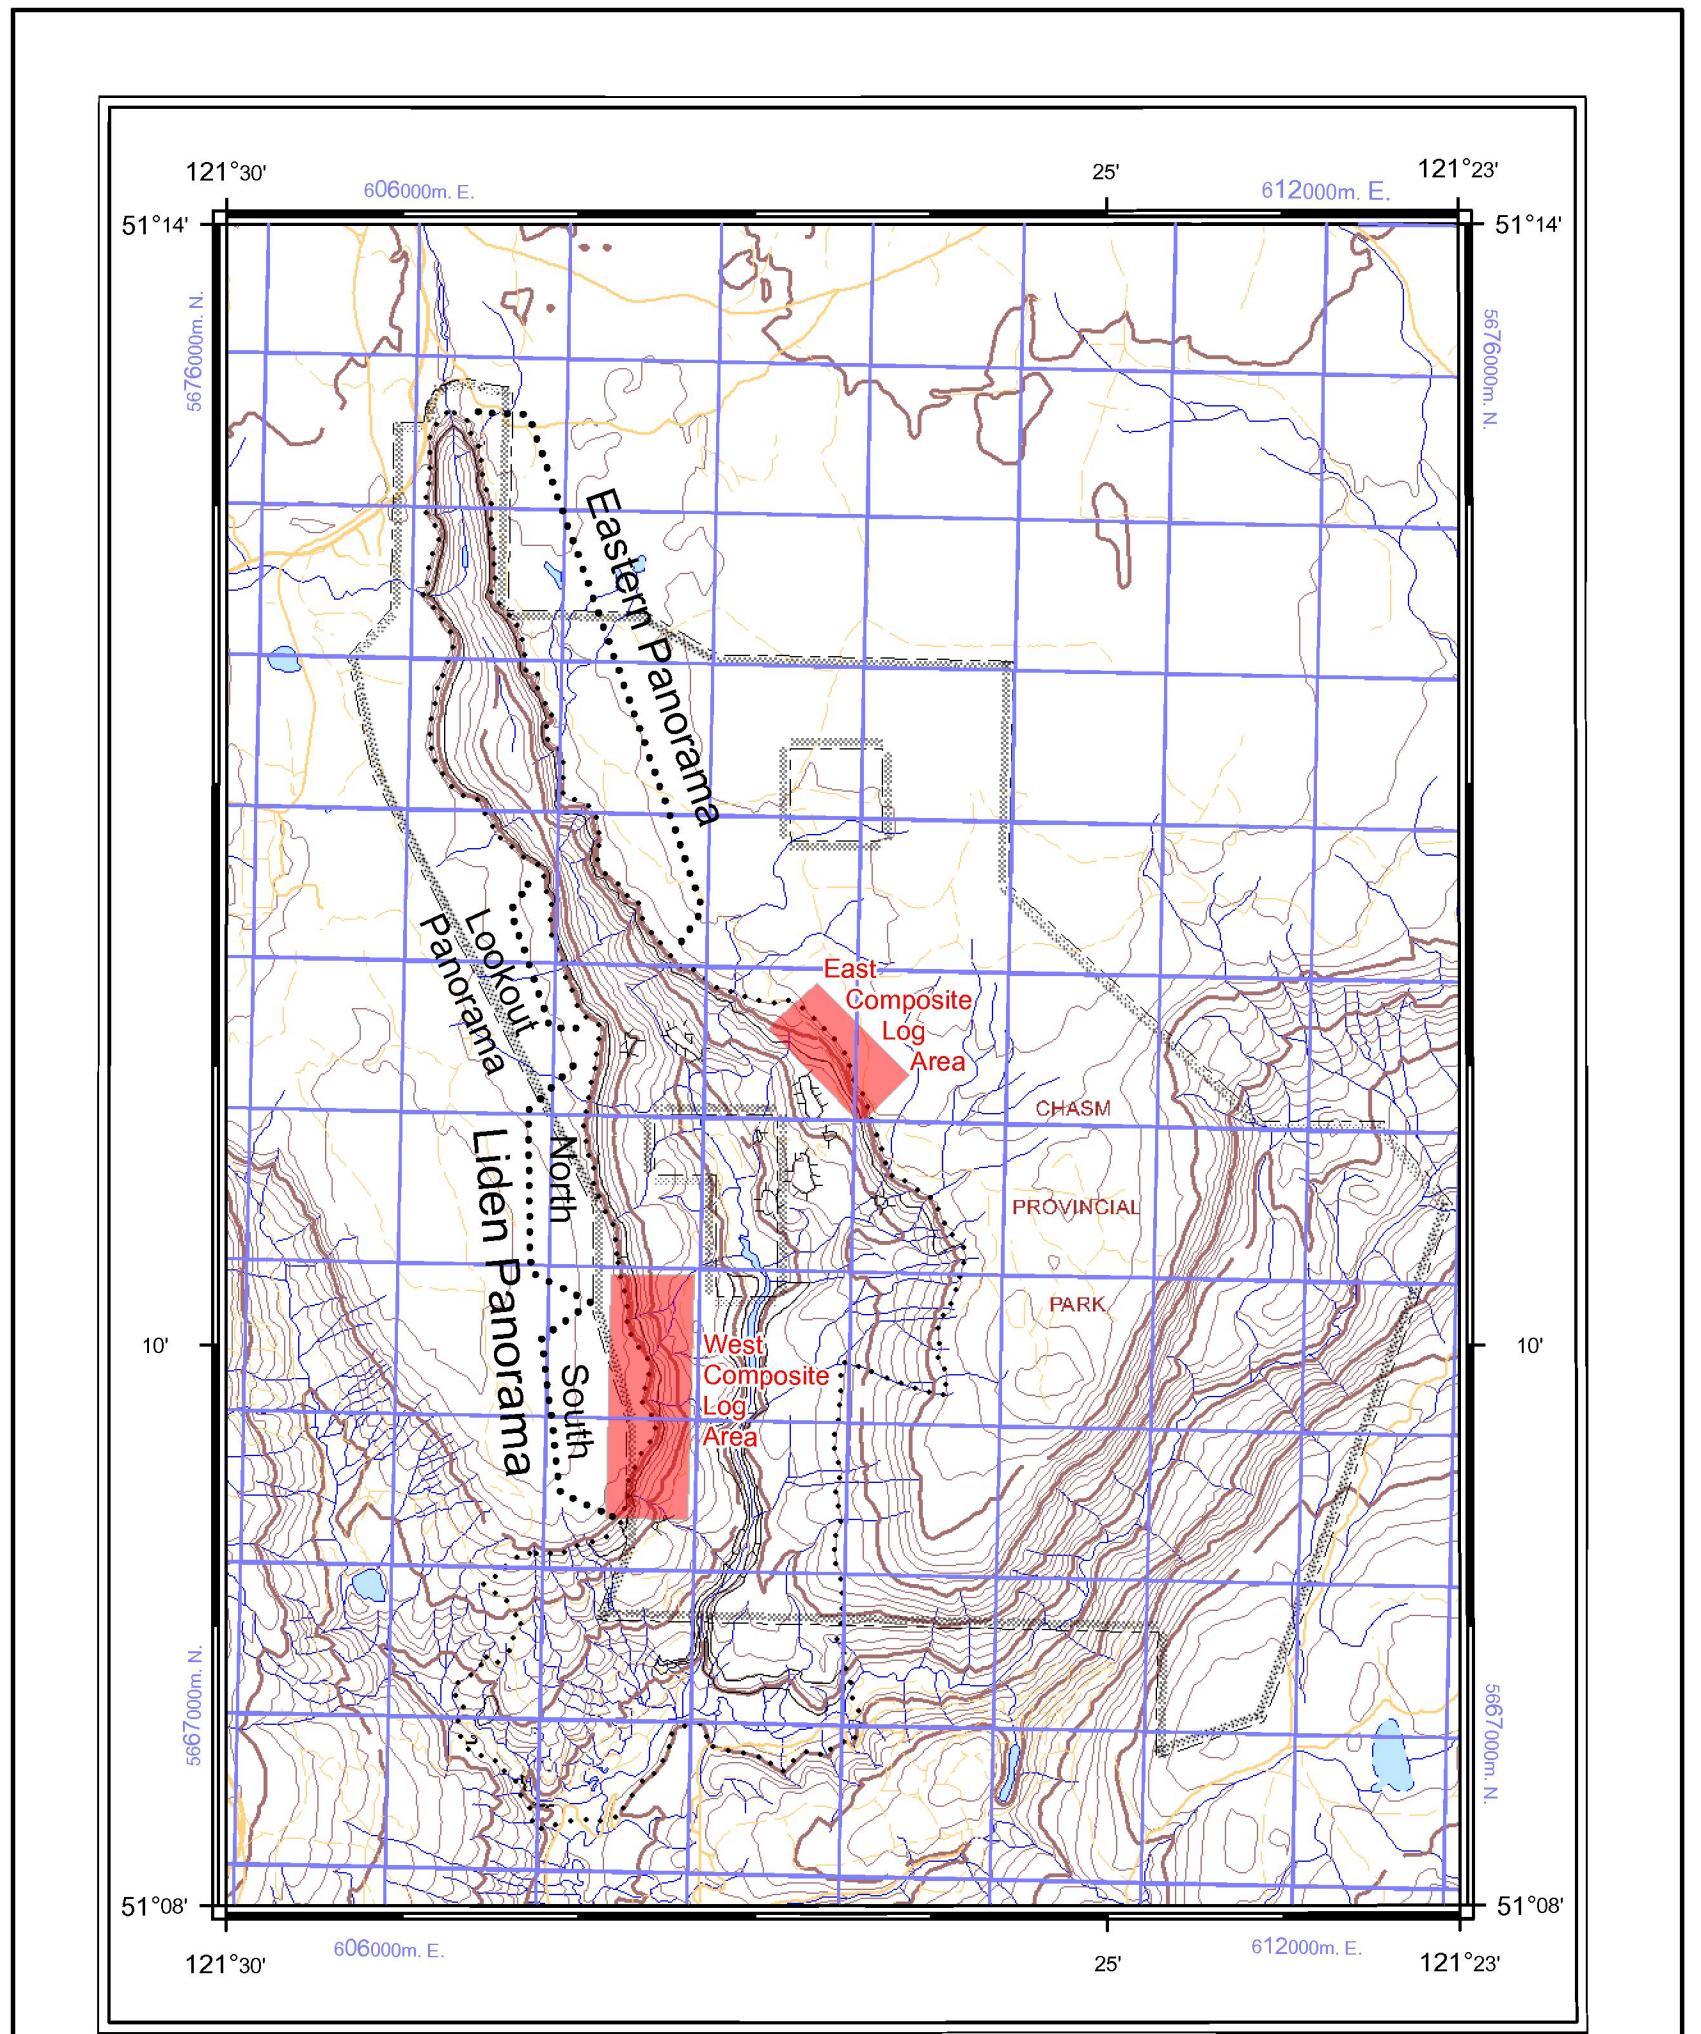 121°30'
25'
121°23'
606000m. E.
612000m. E.
51°14'
51°14'
5676000m. N.
5676000m. N.
Eastern Panorama
Lookout
Panorama
East
Composite
Log
Area
CHASM
North
Liden Panorama
PROVINCIAL
PARK
10'
10'
West
Composite
Log
Area
South
5667000m. N.
5667000m. N.
?
51°08'
51°08'
606000m. E.
612000m. E.
121°30'
25'
121°23'